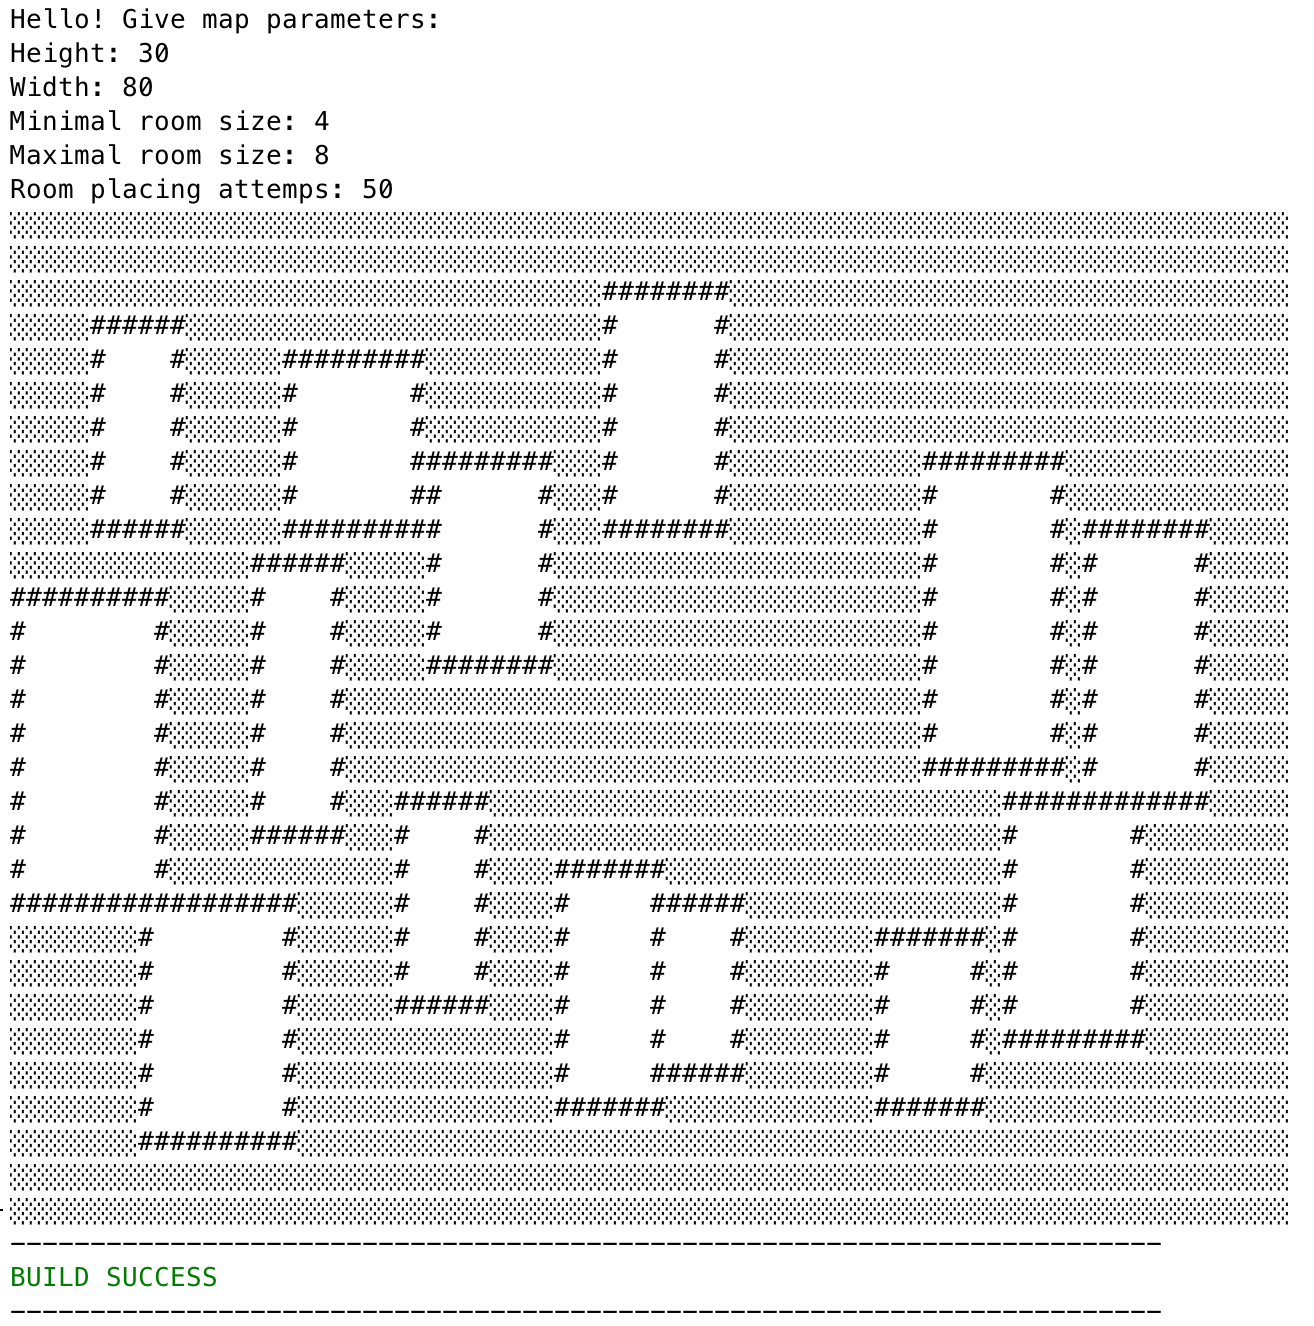 Hello! Give map parameters:
Height: 30
Width: 80
Minimal room size: 4
Maximal room size: 8
Room placing attemps: 50
BUILD SUCCESS